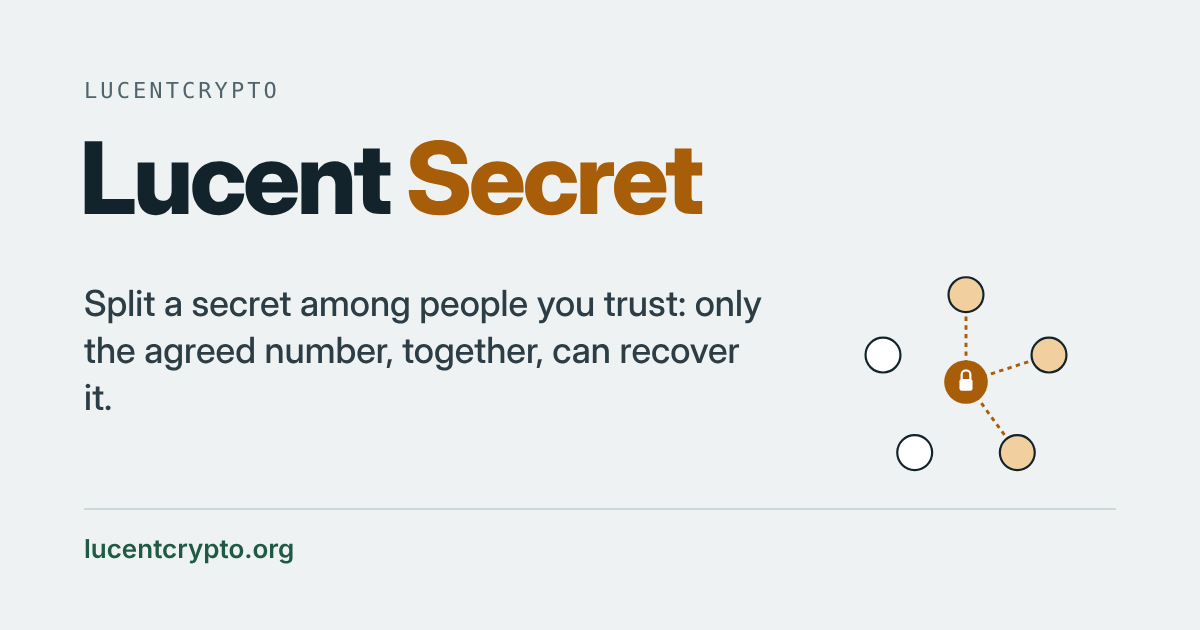 LUCENTCRYPTO
Lucent Secret
Split a secret among people you trust: only
the agreed number, together, can recover
it.
lucentcrypto.org